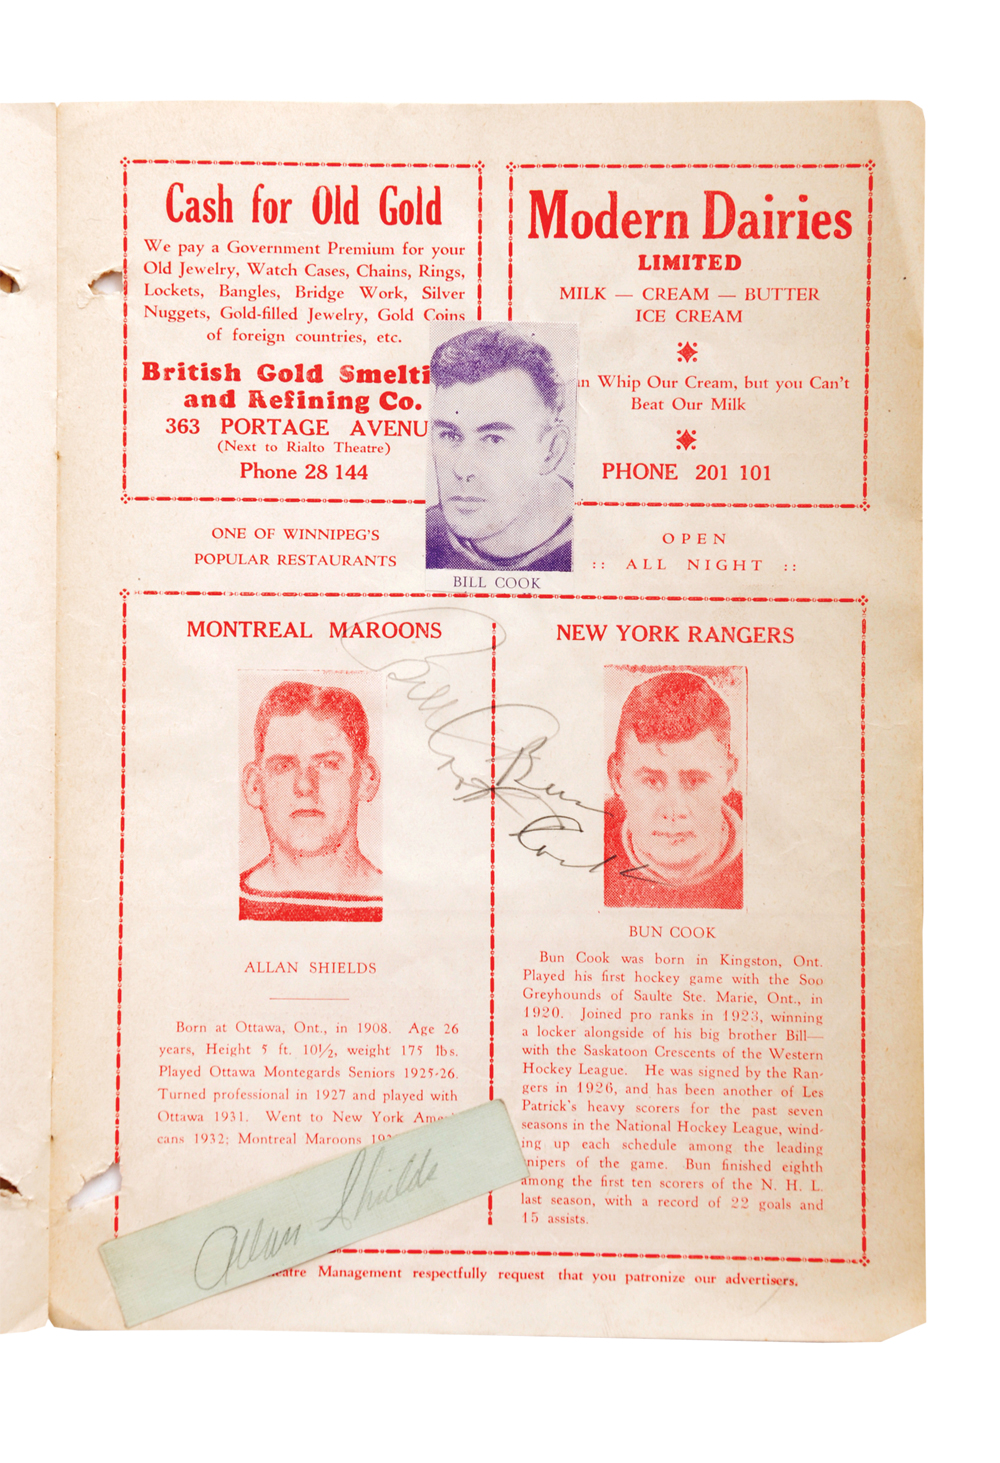 Cash for Old Gold
We pay a Government Premium for your
Old Jewelry, Watch Cases, Chains, Rings,
Lockets, Bangles, Bridge Work, Silver
Nuggets, Gold-filled Jewelry, Gold Coins
of foreign countries, etc.
British Gold Smelti
and Refining Co.
363 PORTAGE AVENU
(Next to Rialto Theatre)
Phone 28 144
Modern Dairies
LIMITED
MILK — CREAM — BUTTER
ICE CREAM
n Whip Our Cream, but you Can't
Beat Our Milk
PHONE 201 101
BILL COOK
ONE OF WINNIPEG'S
POPULAR RESTAURANTS
OPEN
:: ALL NIGHT ::
MONTREAL MAROONS
ALLAN SHIELDS
Born at Ottawa, Ont., in 1908. Age 26
years, Height 5 ft. 10½, weight 175 lbs.
Played Ottawa Montegards Seniors 1925-26.
Turned professional in 1927 and played with
Ottawa 1931. Went to New York Amer
cans 1932; Montreal Maroons 193
Allan Shields
Bill Cook
Bun
Cook
NEW YORK RANGERS
BUN COOK
Bun Cook was born in Kingston, Ont.
Played his first hockey game with the Soo
Greyhounds of Saulte Ste. Marie, Ont., in
1920. Joined pro ranks in 1923, winning
a locker alongside of his big brother Bill—
with the Saskatoon Crescents of the Western
Hockey League. He was signed by the Ran-
gers in 1926, and has been another of Les
Patrick's heavy scorers for the past seven
seasons in the National Hockey League, wind-
ing up each schedule among the leading
snipers of the game. Bun finished eighth
among the first ten scorers of the N. H. L.
last season, with a record of 22 goals and
15 assists.
eatre Management respectfully request that you patronize our advertisers.